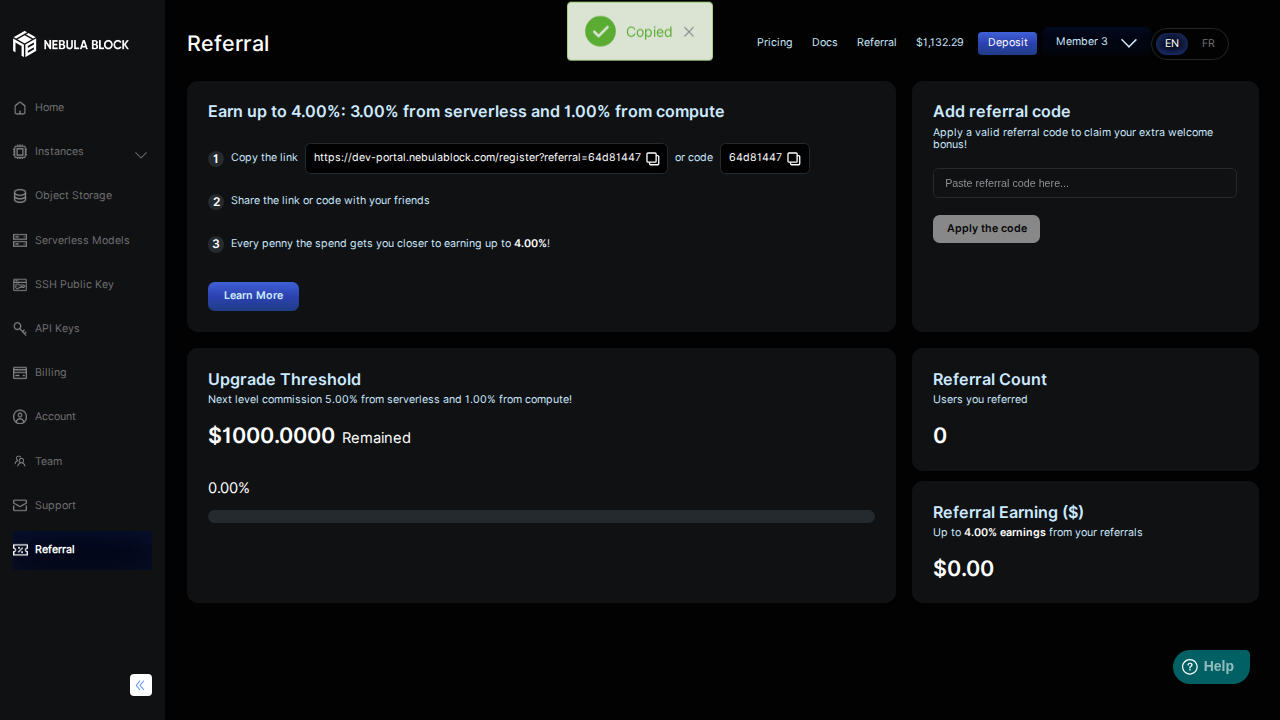 NEBULA BLOCK
Home
Instances
Object Storage
Serverless Models
SSH Public Key
API Keys
Billing
Account
Team
Support
Referral
Referral
Copied
Pricing
Docs
Referral
$1,132.29
Deposit
Member 3
EN
FR
Earn up to 4.00%: 3.00% from serverless and 1.00% from compute
1 Copy the link https://dev-portal.nebulablock.com/register?referral=64d81447 or code 64d81447
2 Share the link or code with your friends
3 Every penny the spend gets you closer to earning up to 4.00%!
Learn More
Add referral code
Apply a valid referral code to claim your extra welcome
bonus!
Paste referral code here...
Apply the code
Upgrade Threshold
Next level commission 5.00% from serverless and 1.00% from compute!
$1000.0000 Remained
0.00%
Referral Count
Users you referred
0
Referral Earning ($)
Up to 4.00% earnings from your referrals
$0.00
Help